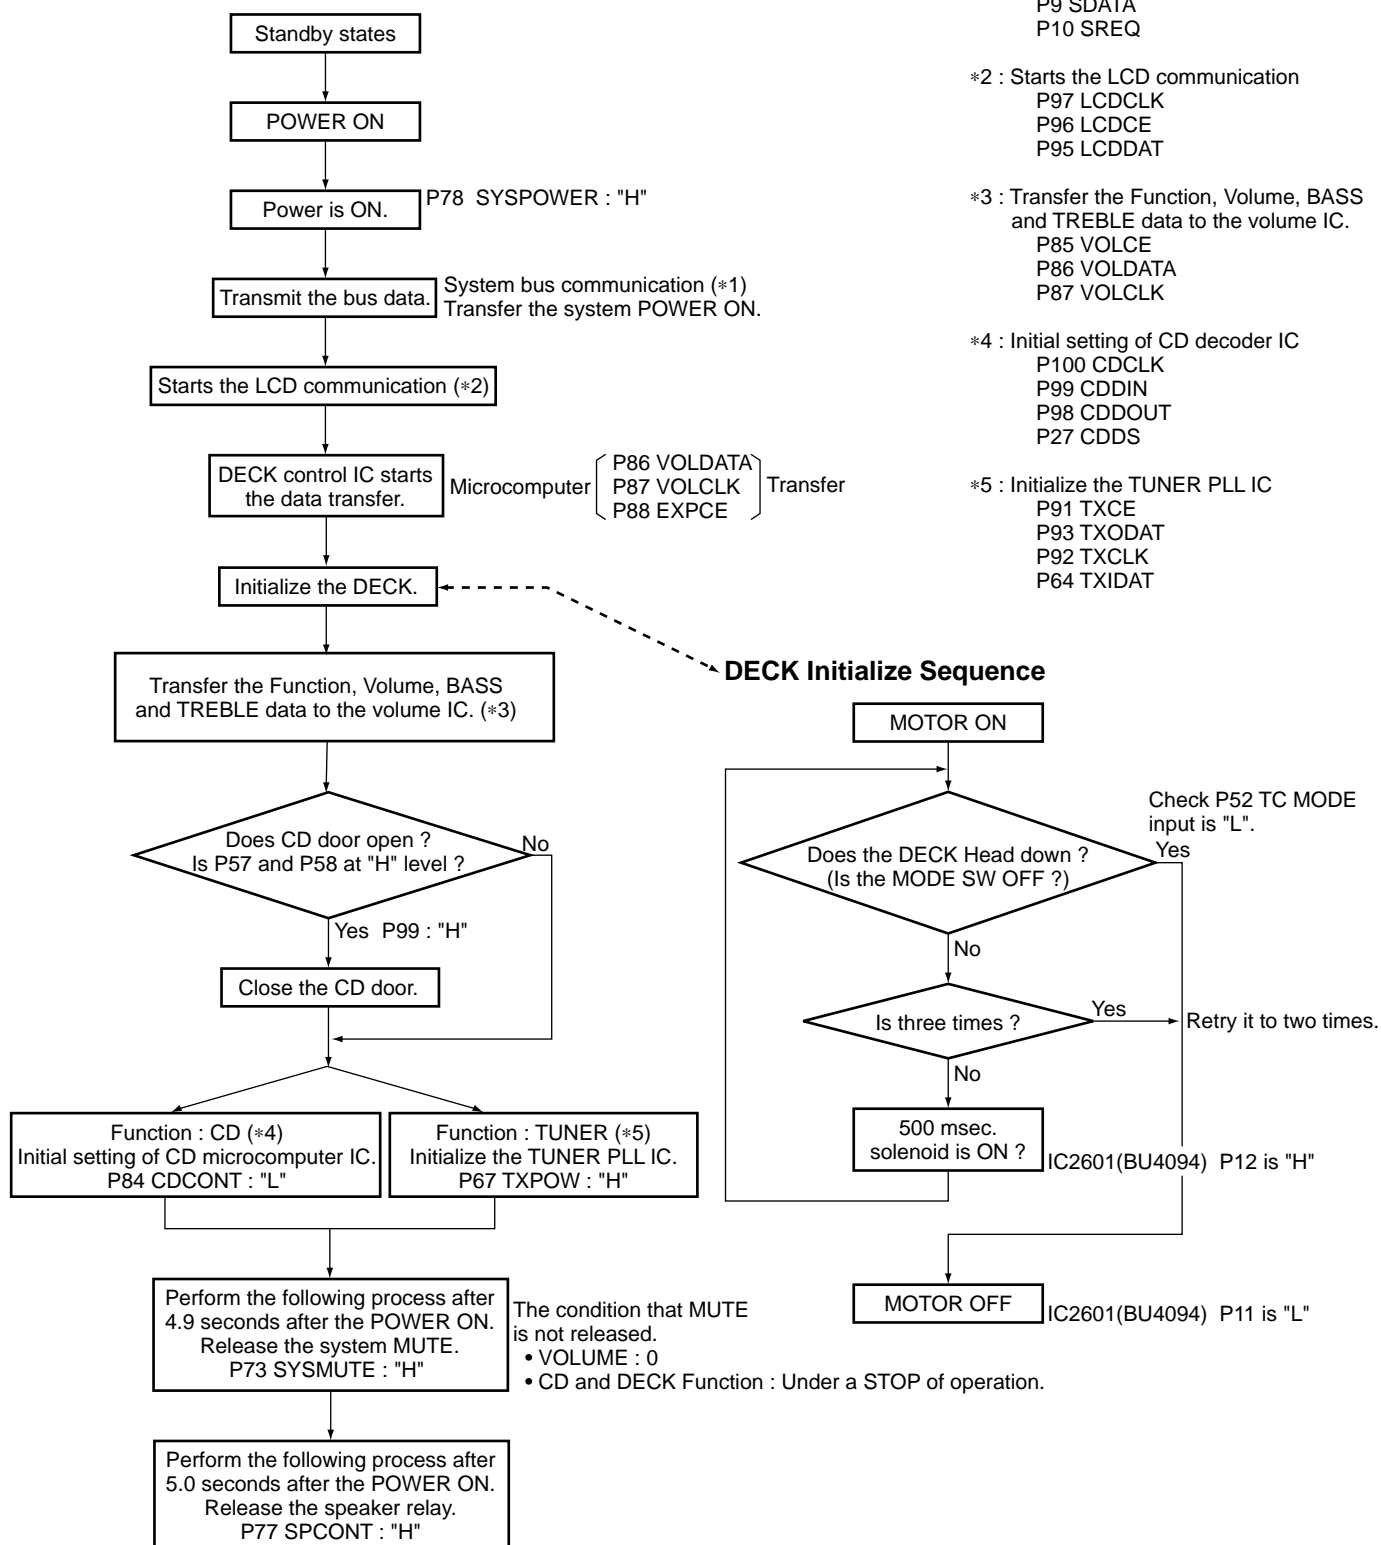 Standby states
POWER ON
Power is ON.
P78 SYSPOWER : "H"
Transmit the bus data.
System bus communication (*1)
Transfer the system POWER ON.
Starts the LCD communication (*2)
DECK control IC starts
the data transfer.
Microcomputer
P86 VOLDATA
P87 VOLCLK
P88 EXPCE
Transfer
Initialize the DECK.
Transfer the Function, Volume, BASS
and TREBLE data to the volume IC. (*3)
Does CD door open ?
Is P57 and P58 at "H" level ?
No
Yes P99 : "H"
Close the CD door.
Function : CD (*4)
Initial setting of CD microcomputer IC.
P84 CDCONT : "L"
Function : TUNER (*5)
Initialize the TUNER PLL IC.
P67 TXPOW : "H"
Perform the following process after
4.9 seconds after the POWER ON.
Release the system MUTE.
P73 SYSMUTE : "H"
The condition that MUTE
is not released.
• VOLUME : 0
• CD and DECK Function : Under a STOP of operation.
Perform the following process after
5.0 seconds after the POWER ON.
Release the speaker relay.
P77 SPCONT : "H"
P9 SDATA
P10 SREQ
*2 : Starts the LCD communication
P97 LCDCLK
P96 LCDCE
P95 LCDDAT
*3 : Transfer the Function, Volume, BASS
and TREBLE data to the volume IC.
P85 VOLCE
P86 VOLDATA
P87 VOLCLK
*4 : Initial setting of CD decoder IC
P100 CDCLK
P99 CDDIN
P98 CDDOUT
P27 CDDS
*5 : Initialize the TUNER PLL IC
P91 TXCE
P93 TXODAT
P92 TXCLK
P64 TXIDAT
DECK Initialize Sequence
MOTOR ON
Does the DECK Head down ?
(Is the MODE SW OFF ?)
Check P52 TC MODE
input is "L".
Yes
No
Is three times ?
Yes
Retry it to two times.
No
500 msec.
solenoid is ON ?
IC2601(BU4094) P12 is "H"
MOTOR OFF
IC2601(BU4094) P11 is "L"